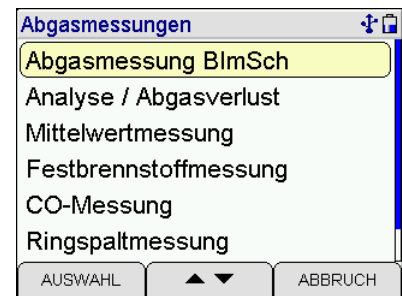 Abgasmessungen
Abgasmessung BImSch
Analyse / Abgasverlust
Mittelwertmessung
Festbrennstoffmessung
CO-Messung
Ringspaltmessung
AUSWAHL ▲ ▼ ABBRUCH